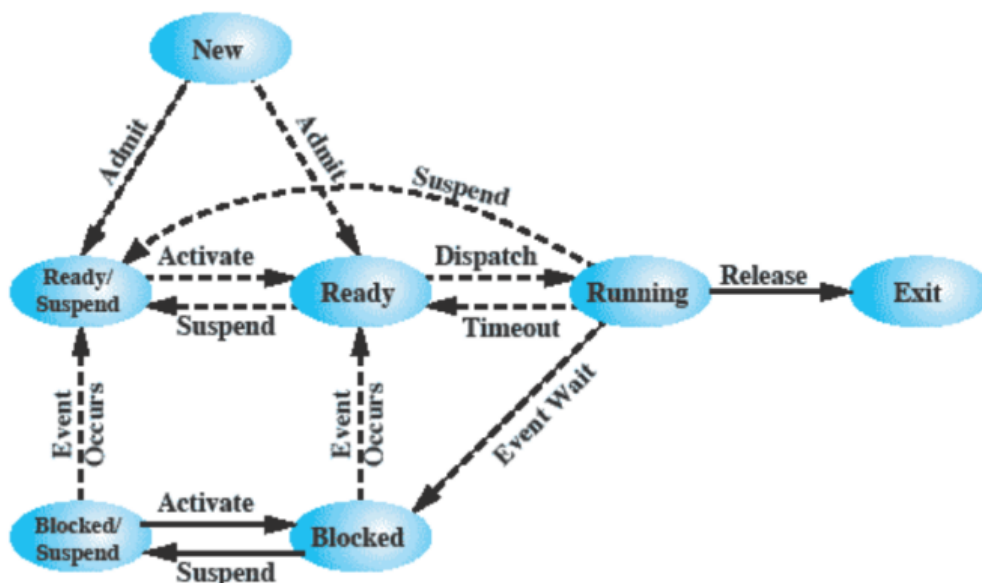 New
Admit
Admit
Suspend
Ready/
Suspend
Activate
Suspend
Ready
Dispatch
Timeout
Running
Release
Exit
Event
Occurs
Event
Occurs
Event Wait
Blocked/
Suspend
Activate
Suspend
Blocked